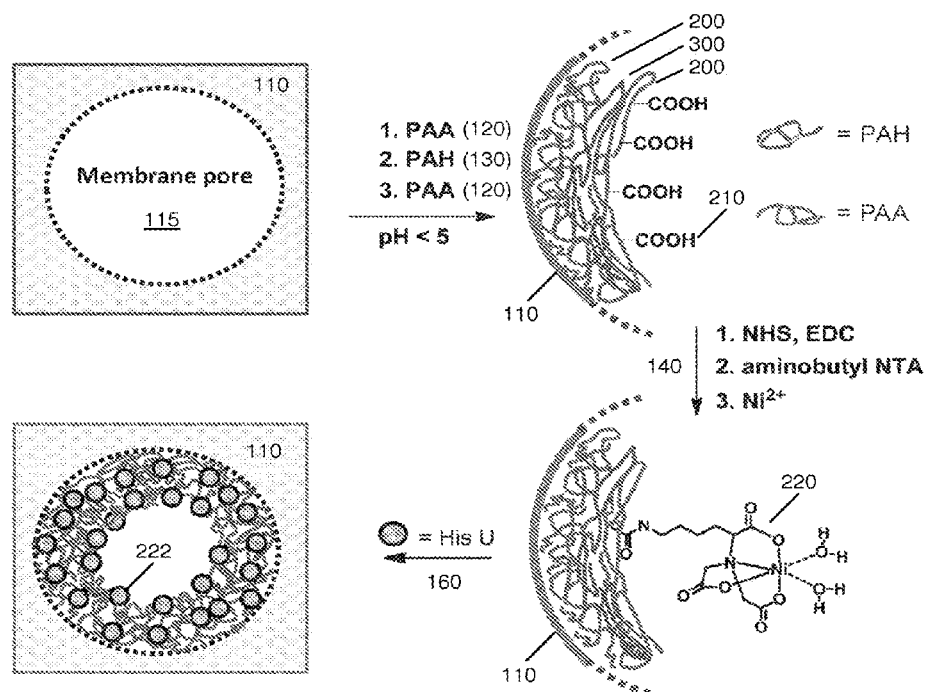 110
Membrane pore
115
1. PAA (120)
2. PAH (130)
3. PAA (120)
pH < 5
200
300
200
COOH
COOH
COOH
COOH
210
110
= PAH
= PAA
140
1. NHS, EDC
2. aminobutyl NTA
3. Ni²⁺
110
222
= His U
160
220
N
O
O
O
N
Ni
O
H
H
O
H
H
O
O
O
O
110